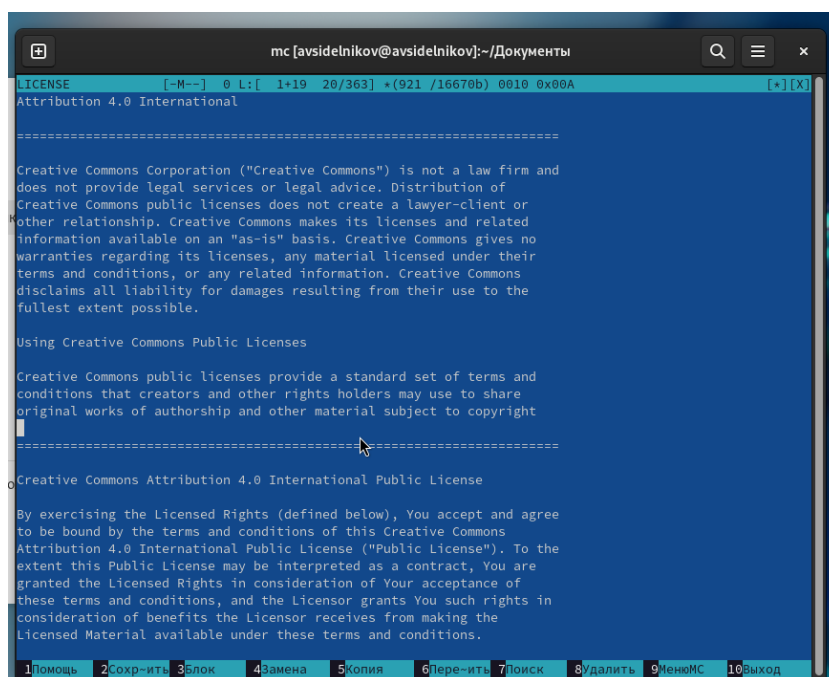 mc [avsidelnikov@avsidelnikov]:~/Документы
LICENSE [-M--] 0 L:[ 1+19 20/363] *(921 /16670b) 0010 0x00A [*][X]
Attribution 4.0 International
=======================================================================
Creative Commons Corporation ("Creative Commons") is not a law firm and
does not provide legal services or legal advice. Distribution of
Creative Commons public licenses does not create a lawyer-client or
other relationship. Creative Commons makes its licenses and related
information available on an "as-is" basis. Creative Commons gives no
warranties regarding its licenses, any material licensed under their
terms and conditions, or any related information. Creative Commons
disclaims all liability for damages resulting from their use to the
fullest extent possible.
Using Creative Commons Public Licenses
Creative Commons public licenses provide a standard set of terms and
conditions that creators and other rights holders may use to share
original works of authorship and other material subject to copyright
=======================================================================
Creative Commons Attribution 4.0 International Public License
By exercising the Licensed Rights (defined below), You accept and agree
to be bound by the terms and conditions of this Creative Commons
Attribution 4.0 International Public License ("Public License"). To the
extent this Public License may be interpreted as a contract, You are
granted the Licensed Rights in consideration of Your acceptance of
these terms and conditions, and the Licensor grants You such rights in
consideration of benefits the Licensor receives from making the
Licensed Material available under these terms and conditions.
1Помощь 2Сохр~ить 3Блок 4Замена 5Копия 6Пере~ить 7Поиск 8Удалить 9МенюМС 10Выход